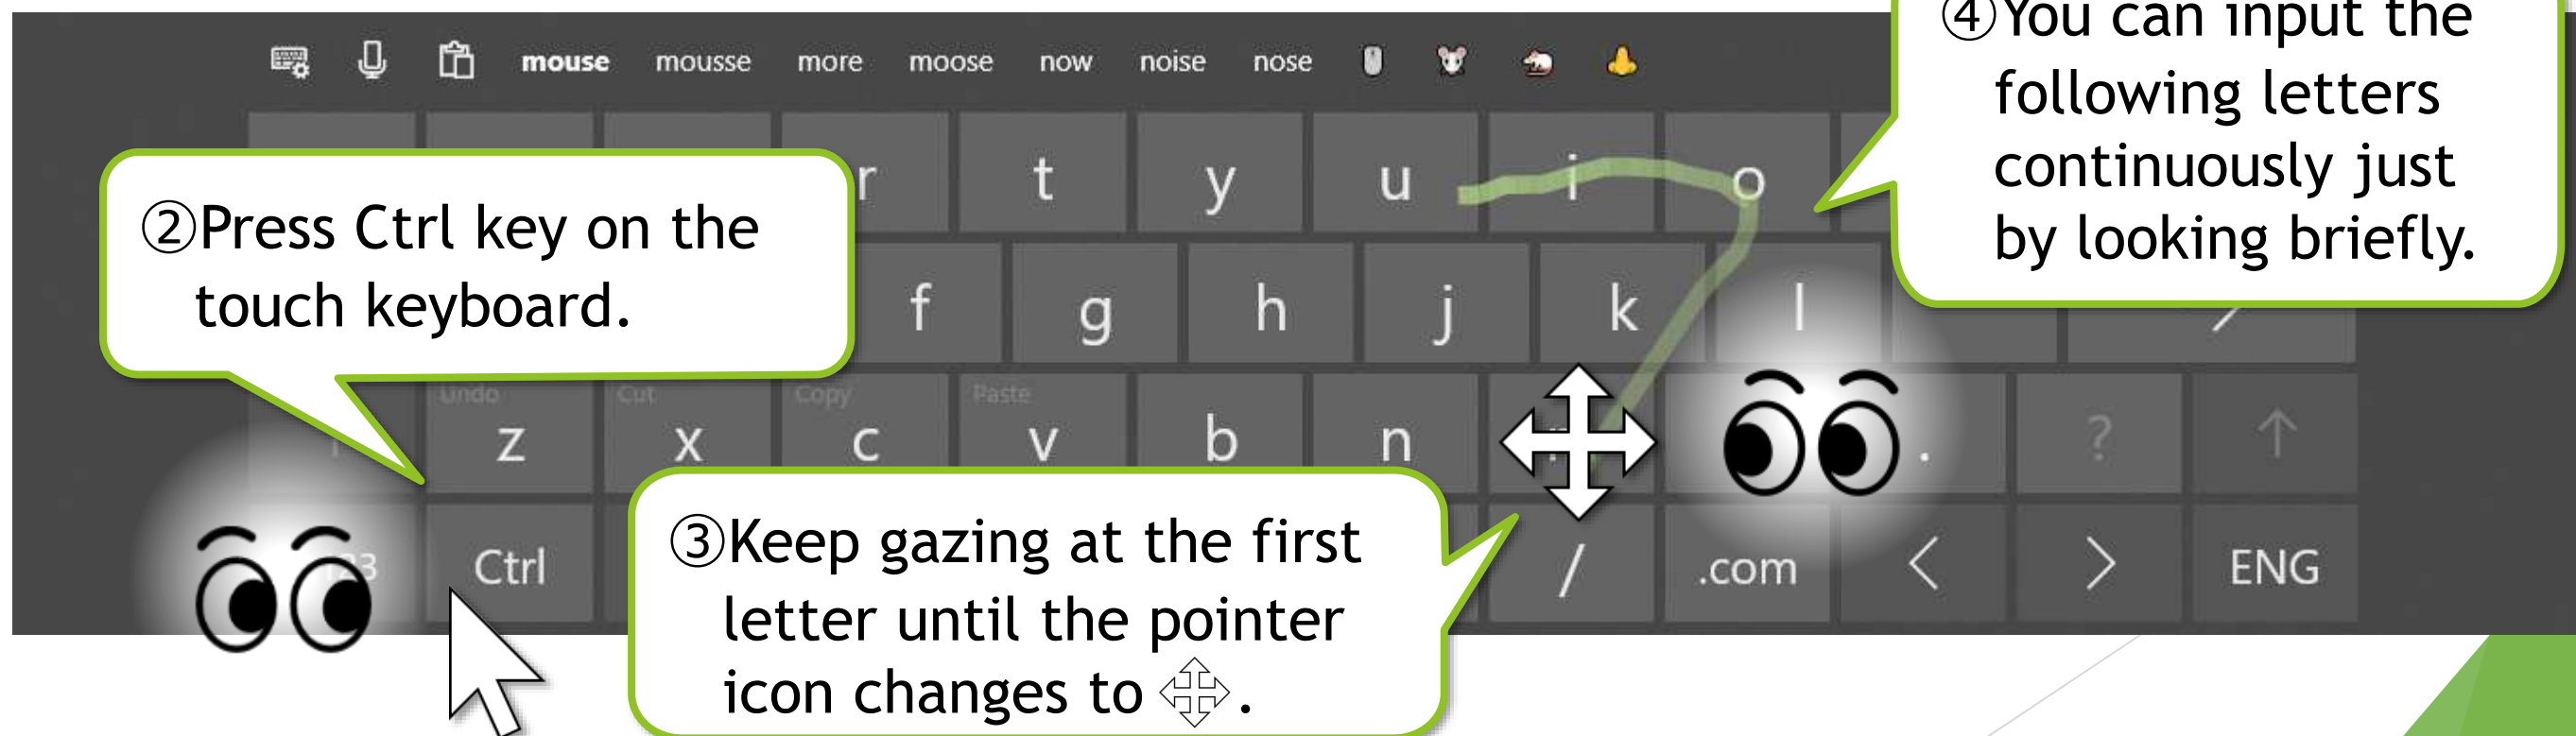 mouse mousse more moose now noise nose
④You can input the
following letters
continuously just
by looking briefly.
r t y u i o
②Press Ctrl key on the
touch keyboard.
f g h j k l
Undo Cut Copy Paste
z x c v b n . ?
123 Ctrl / .com < > ENG
③Keep gazing at the first
letter until the pointer
icon changes to .